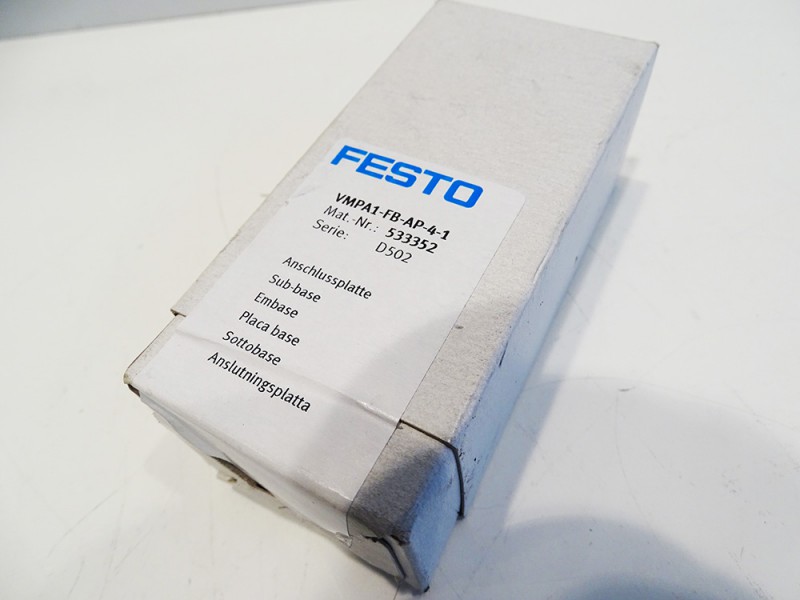 FESTO
VMPA1-FB-AP-4-1
Mat.-Nr.: 533352
Serie: D502
Anschlussplatte
Sub-base
Embase
Placa base
Sottobase
Anslutningsplatta